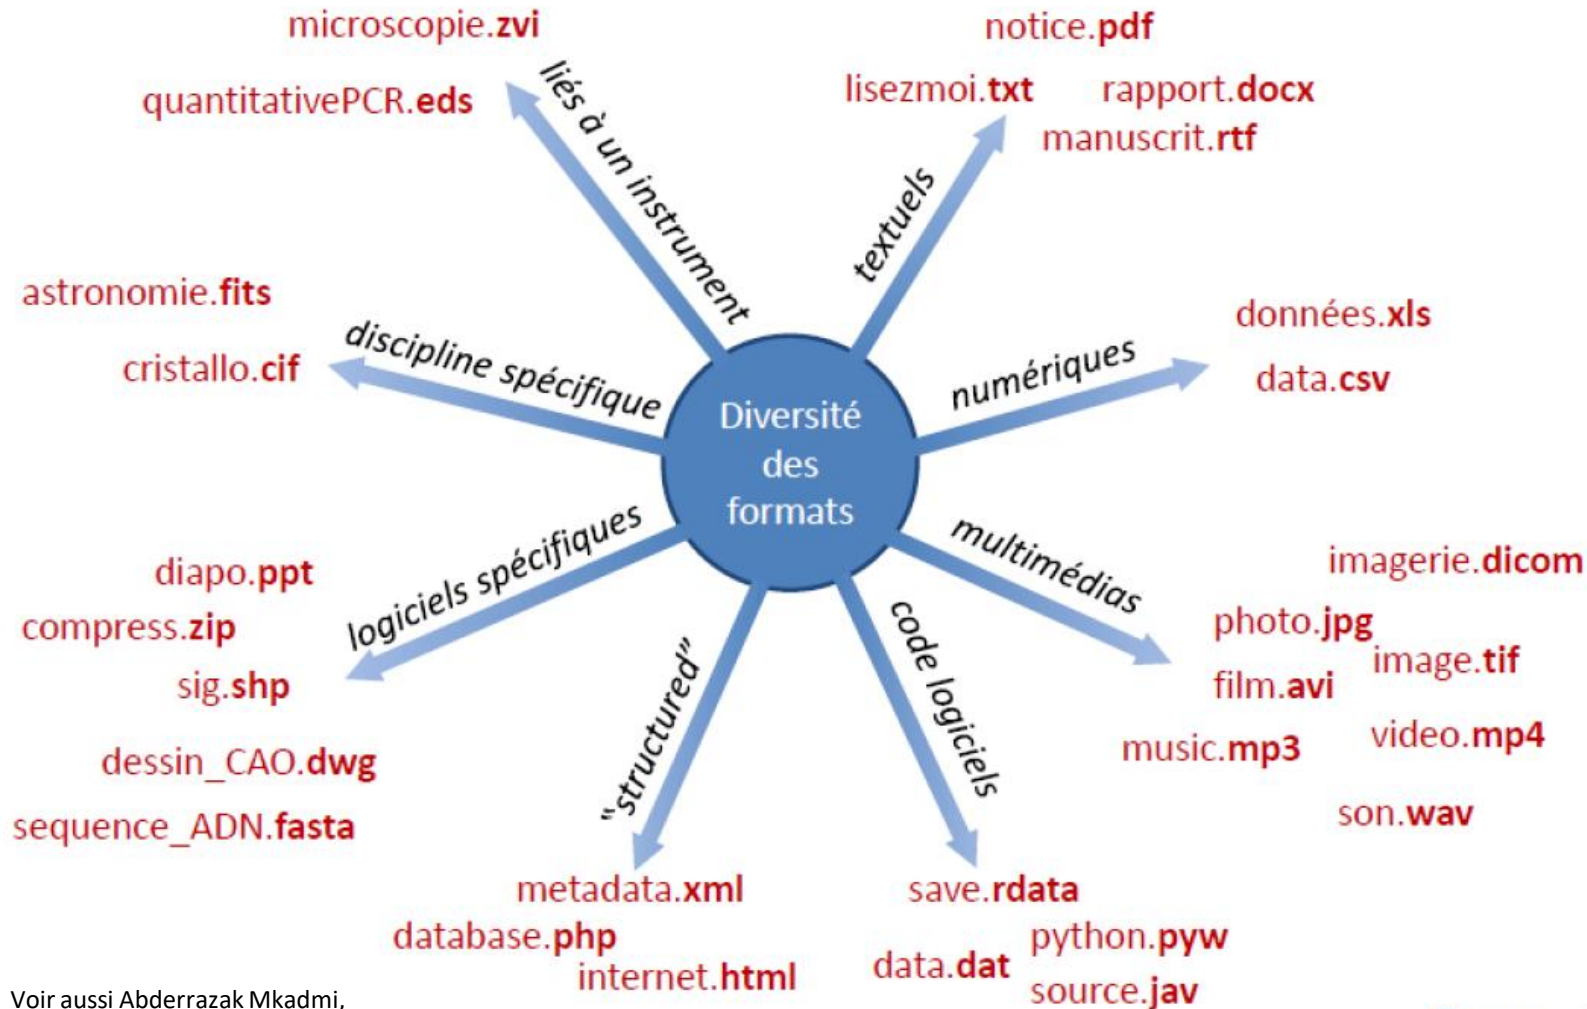 microscopie.zvi
quantitativePCR.eds
liés à un instrument
notice.pdf
lisezmoi.txt
rapport.docx
manuscrit.rtf
textuels
astronomie.fits
cristallo.cif
discipline spécifique
données.xls
data.csv
numériques
Diversité
des
formats
diapo.ppt
compress.zip
sig.shp
dessin_CAO.dwg
sequence_ADN.fasta
logiciels spécifiques
"structured"
metadata.xml
database.php
internet.html
code logiciels
save.rdata
python.pyw
data.dat
source.jav
multimédias
imagerie.dicom
photo.jpg
image.tif
film.avi
video.mp4
music.mp3
son.wav
Voir aussi Abderrazak Mkadmi,